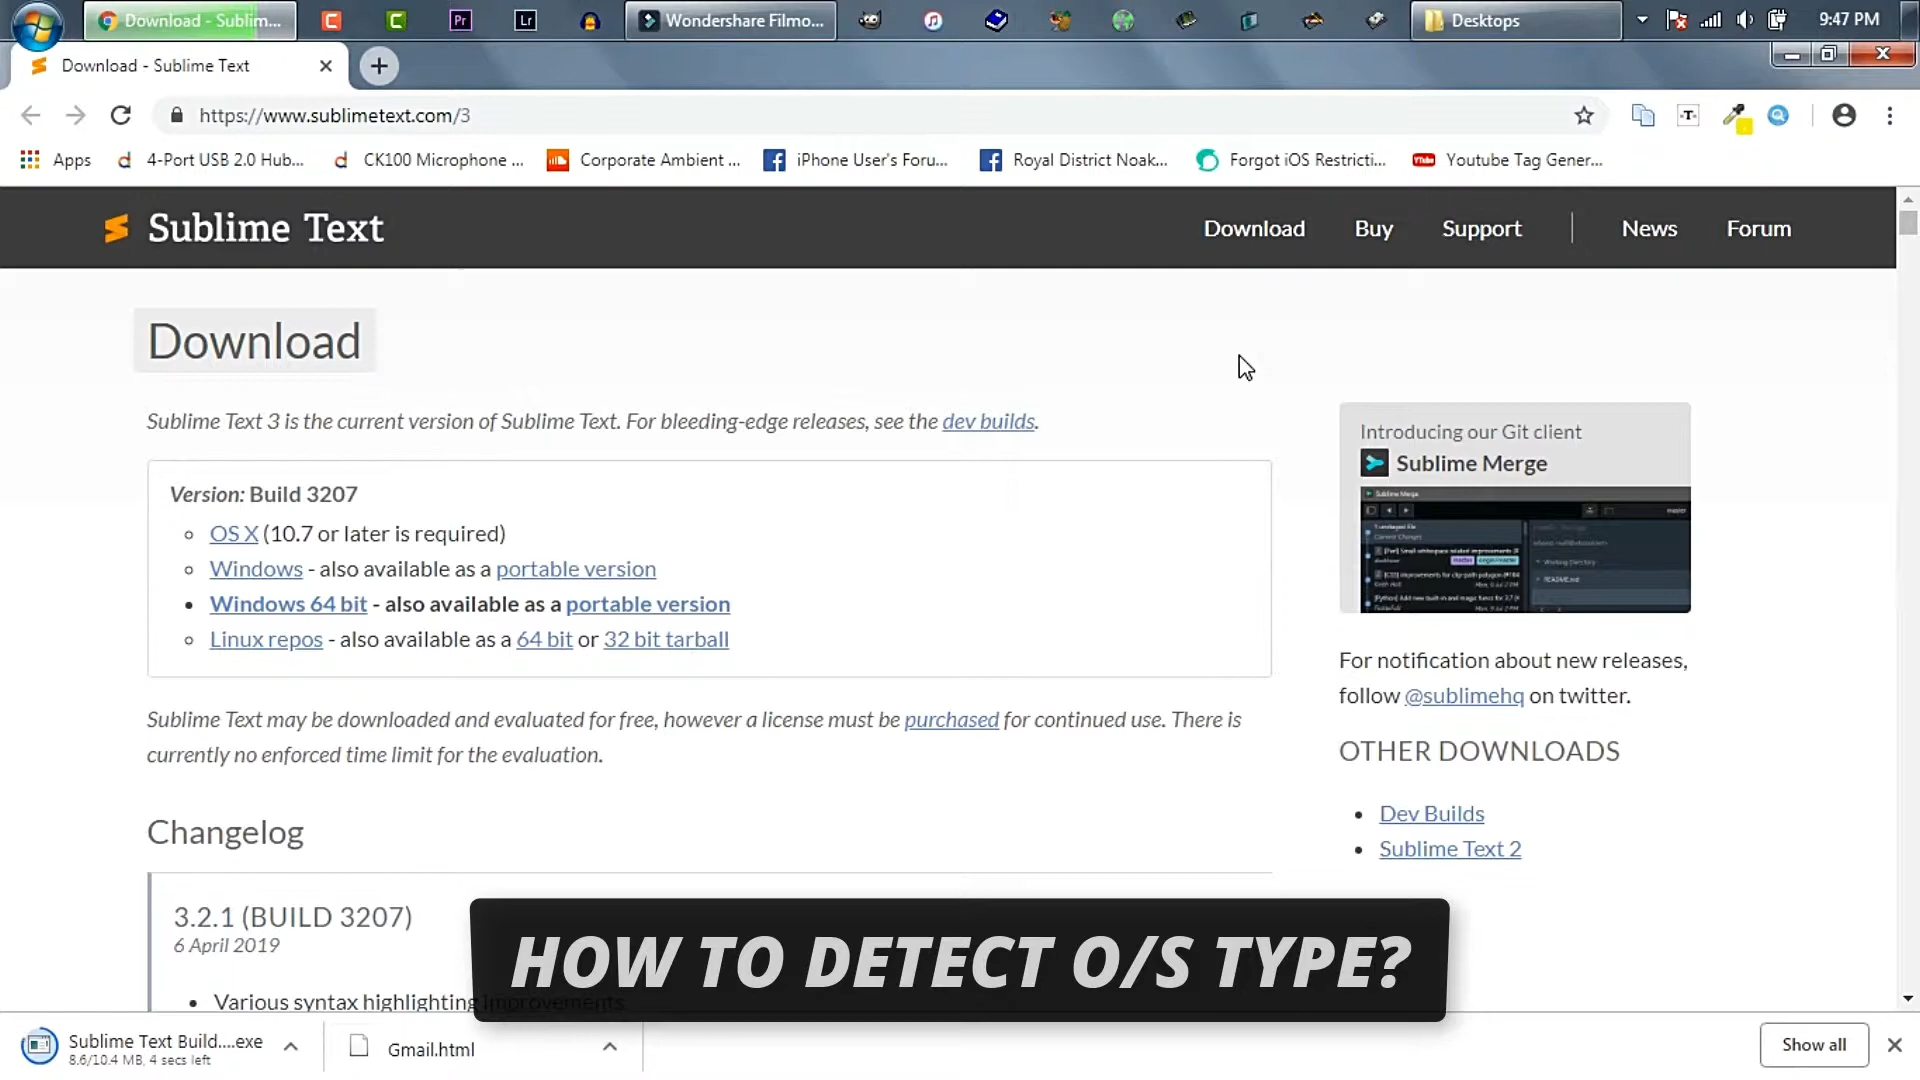 Download - Sublim...
Pr
Lr
Wondershare Filmo...
Desktops
9:47 PM
Download - Sublime Text
https://www.sublimetext.com/3
-T-
Apps
4-Port USB 2.0 Hub...
CK100 Microphone ...
Corporate Ambient ...
iPhone User's Foru...
Royal District Noak...
Forgot iOS Restricti...
Youtube Tag Gener...
Sublime Text
Download
Buy
Support
News
Forum
Download
Sublime Text 3 is the current version of Sublime Text. For bleeding-edge releases, see the dev builds.
Version: Build 3207
OS X (10.7 or later is required)
Windows - also available as a portable version
Windows 64 bit - also available as a portable version
Linux repos - also available as a 64 bit or 32 bit tarball
Sublime Text may be downloaded and evaluated for free, however a license must be purchased for continued use. There is
currently no enforced time limit for the evaluation.
Introducing our Git client
Sublime Merge
Sublime Merge
master
For notification about new releases,
follow @sublimehq on twitter.
OTHER DOWNLOADS
Dev Builds
Sublime Text 2
Changelog
3.2.1 (BUILD 3207)
6 April 2019
Various syntax highlighting improvements
HOW TO DETECT O/S TYPE?
Sublime Text Build....exe
8.6/10.4 MB, 4 secs left
Gmail.html
Show all